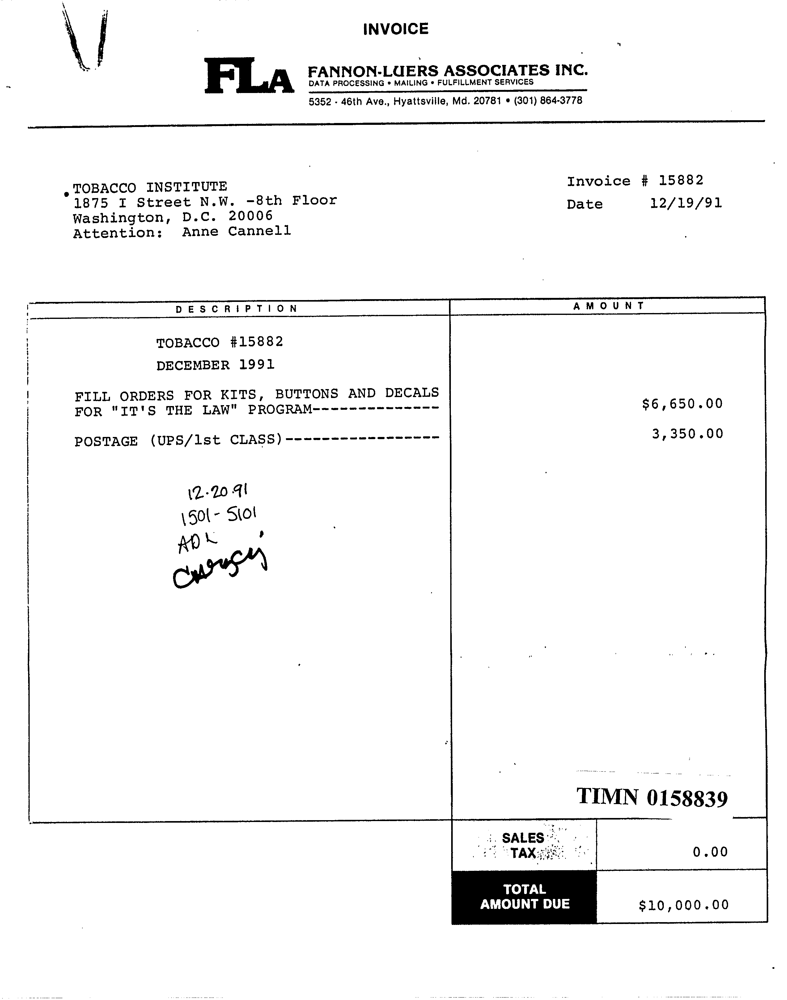 INVOICE
FLA
FANNON-LUERS ASSOCIATES INC.
DATA PROCESSING • MAILING • FULFILLMENT SERVICES
5352 - 46th Ave., Hyattsville, Md. 20781 • (301) 864-3778
TOBACCO INSTITUTE
1875 I Street N.W. -8th Floor
Washington, D.C. 20006
Attention: Anne Cannell
Invoice # 15882
Date 12/19/91
DESCRIPTION AMOUNT
TOBACCO #15882
DECEMBER 1991
FILL ORDERS FOR KITS, BUTTONS AND DECALS
FOR "IT'S THE LAW" PROGRAM-------------- $6,650.00
POSTAGE (UPS/1st CLASS)----------------- 3,350.00
12.20.91
1501-5101
TIMN 0158839
SALES
TAX 0.00
TOTAL
AMOUNT DUE $10,000.00